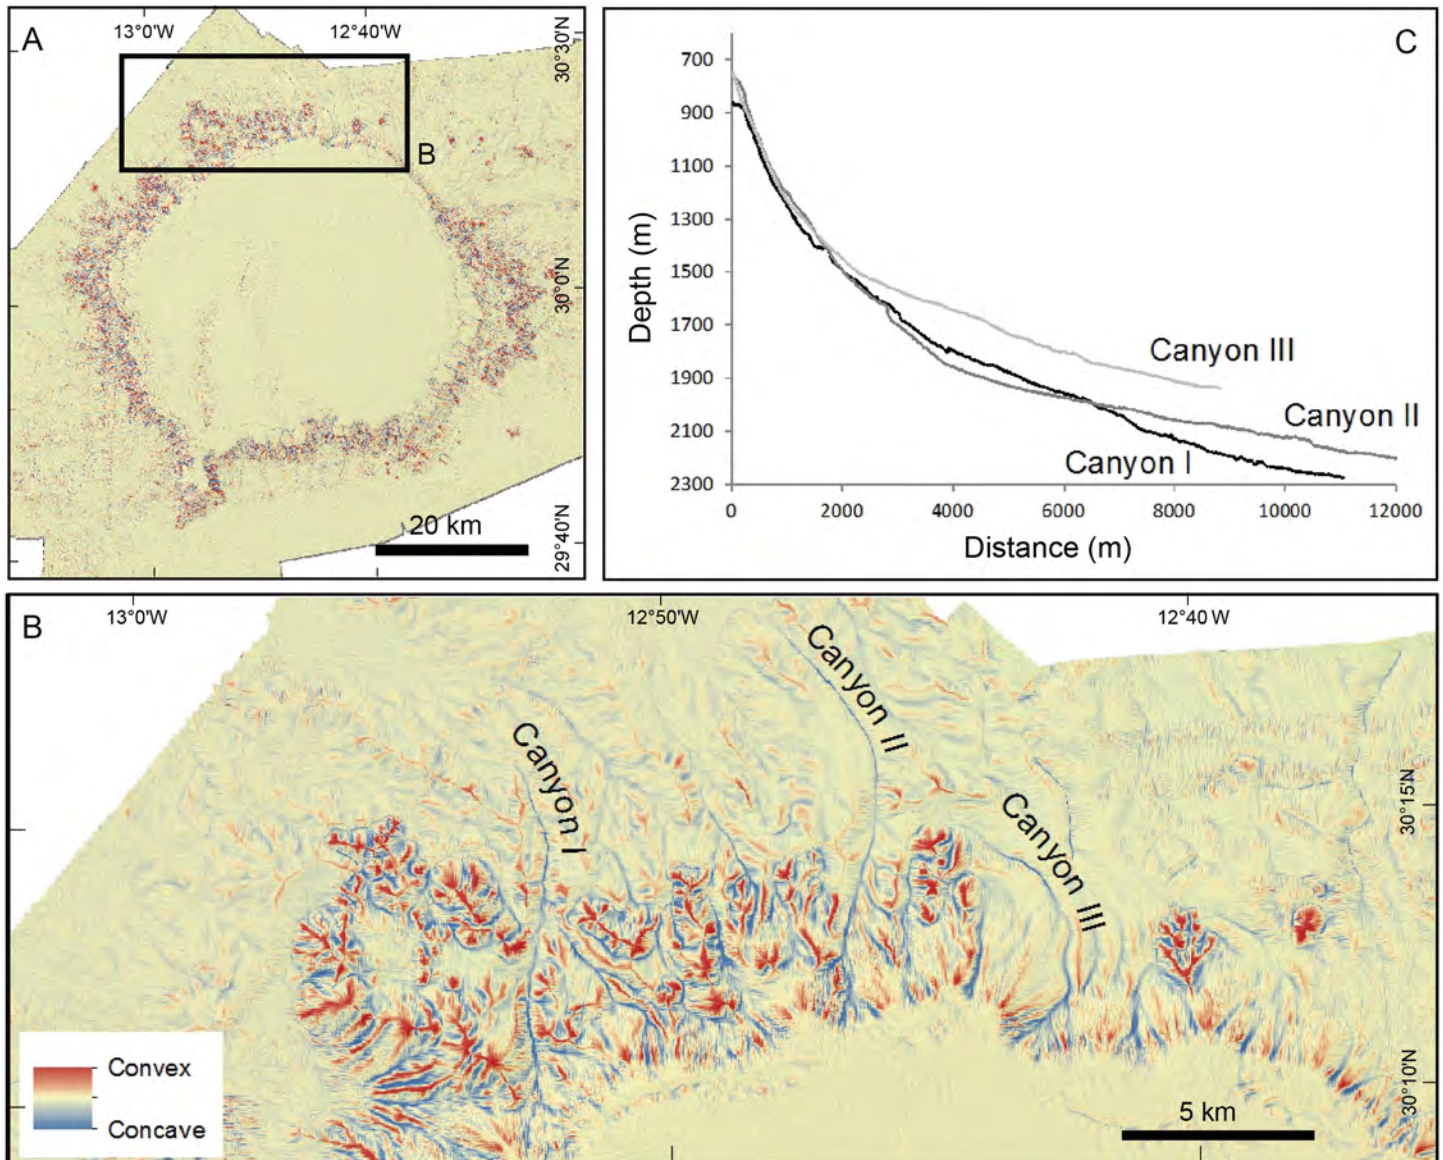 A
13°0'W
12°40'W
30°30'N
B
30°0'N
29°40'N
20 km
C
Depth (m)
700
900
1100
1300
1500
1700
1900
2100
2300
0
2000
4000
6000
8000
10000
12000
Distance (m)
Canyon III
Canyon II
Canyon I
B
13°0'W
12°50'W
12°40'W
Canyon I
Canyon II
Canyon III
30°15'N
30°10'N
Convex
Concave
5 km